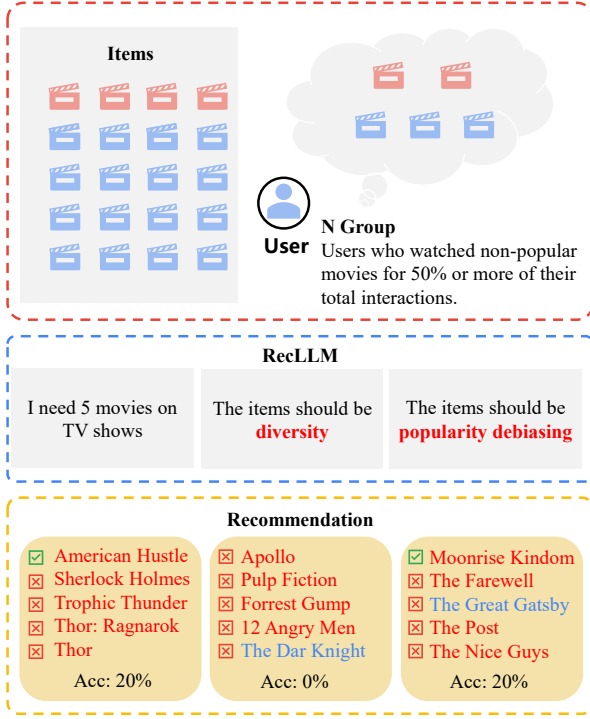 Items
User
N Group
Users who watched non-popular
movies for 50% or more of their
total interactions.
RecLLM
I need 5 movies on
TV shows
The items should be
diversity
The items should be
popularity debiasing
Recommendation
American Hustle
Sherlock Holmes
Trophic Thunder
Thor: Ragnarok
Thor
Acc: 20%
Apollo
Pulp Fiction
Forrest Gump
12 Angry Men
The Dar Knight
Acc: 0%
Moonrise Kindom
The Farewell
The Great Gatsby
The Post
The Nice Guys
Acc: 20%